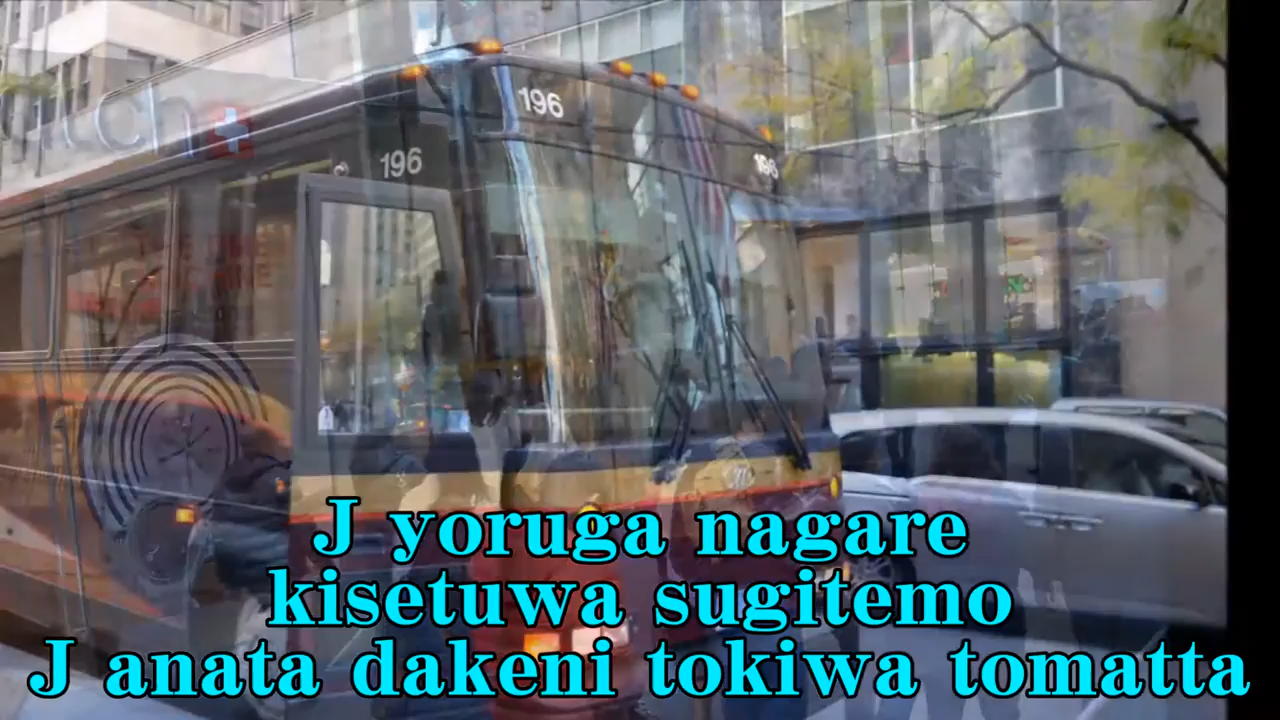 196
196
196
J yoruga nagare
kisetuwa sugitemo
J anata dakeni tokiwa tomatta